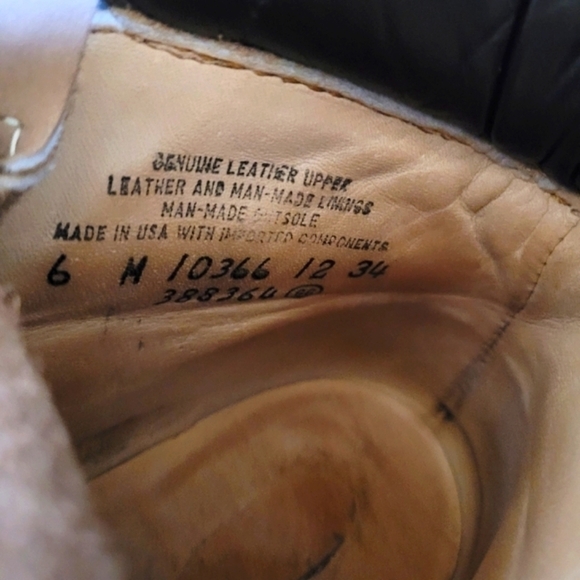 GENUINE LEATHER UPPER
LEATHER AND MAN-MADE LININGS
MAN-MADE OUTSOLE
MADE IN USA WITH IMPORTED COMPONENTS
6 M 10366 12 34
388364